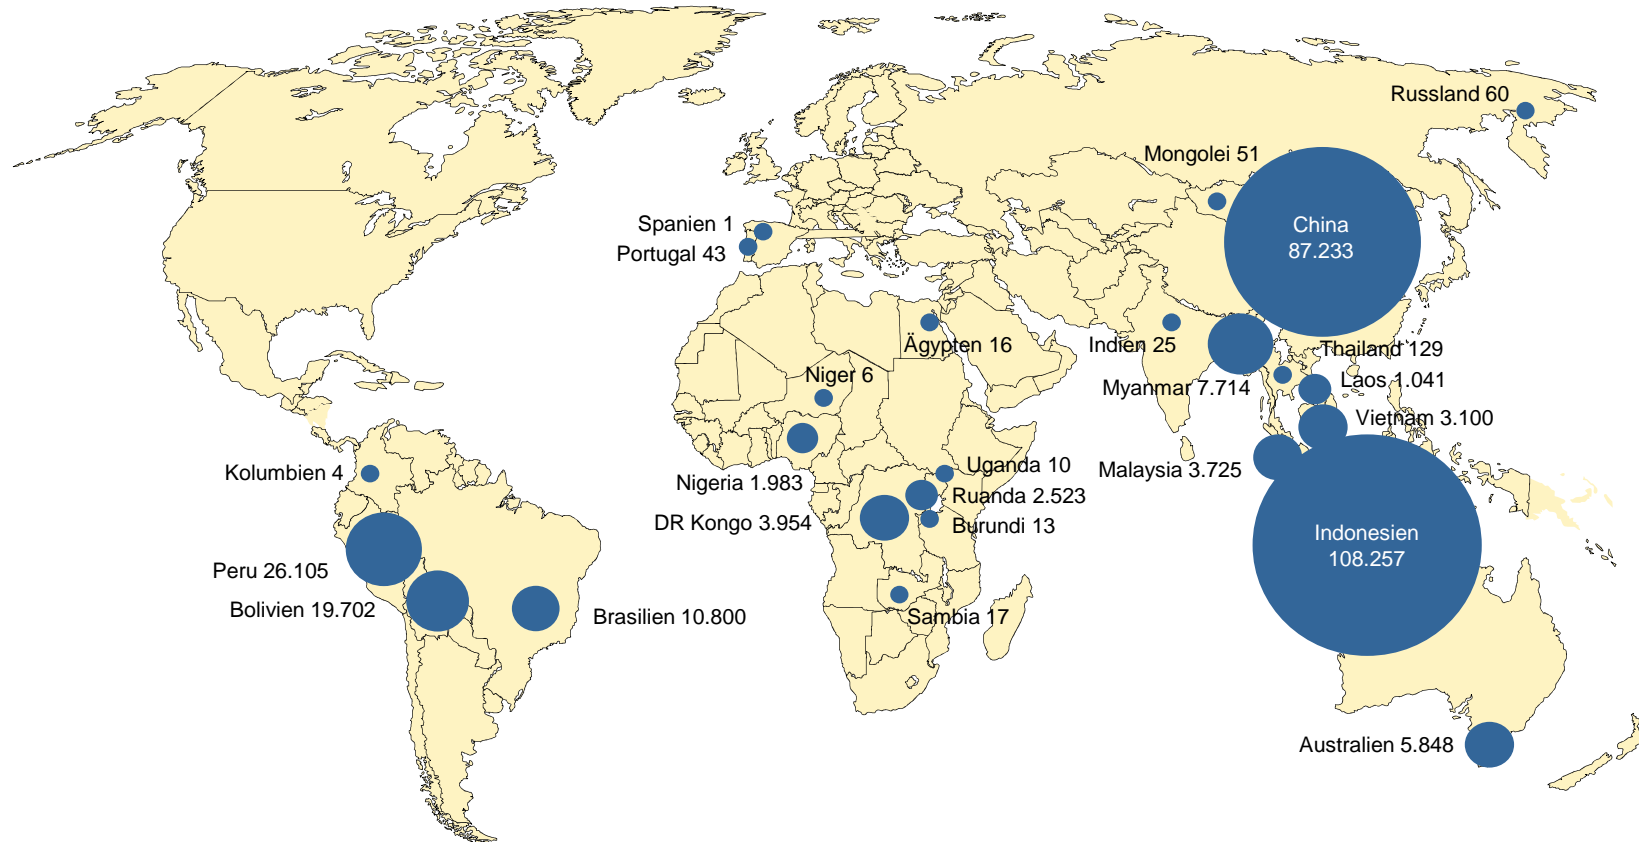 Russland 60
Mongolei 51
China
87.233
Spanien 1
Portugal 43
Ägypten 16
Indien 25
Thailand 129
Niger 6
Myanmar 7.714
Laos 1.041
Vietnam 3.100
Kolumbien 4
Nigeria 1.983
Uganda 10
Malaysia 3.725
Ruanda 2.523
DR Kongo 3.954
Burundi 13
Indonesien
108.257
Peru 26.105
Bolivien 19.702
Brasilien 10.800
Sambia 17
Australien 5.848